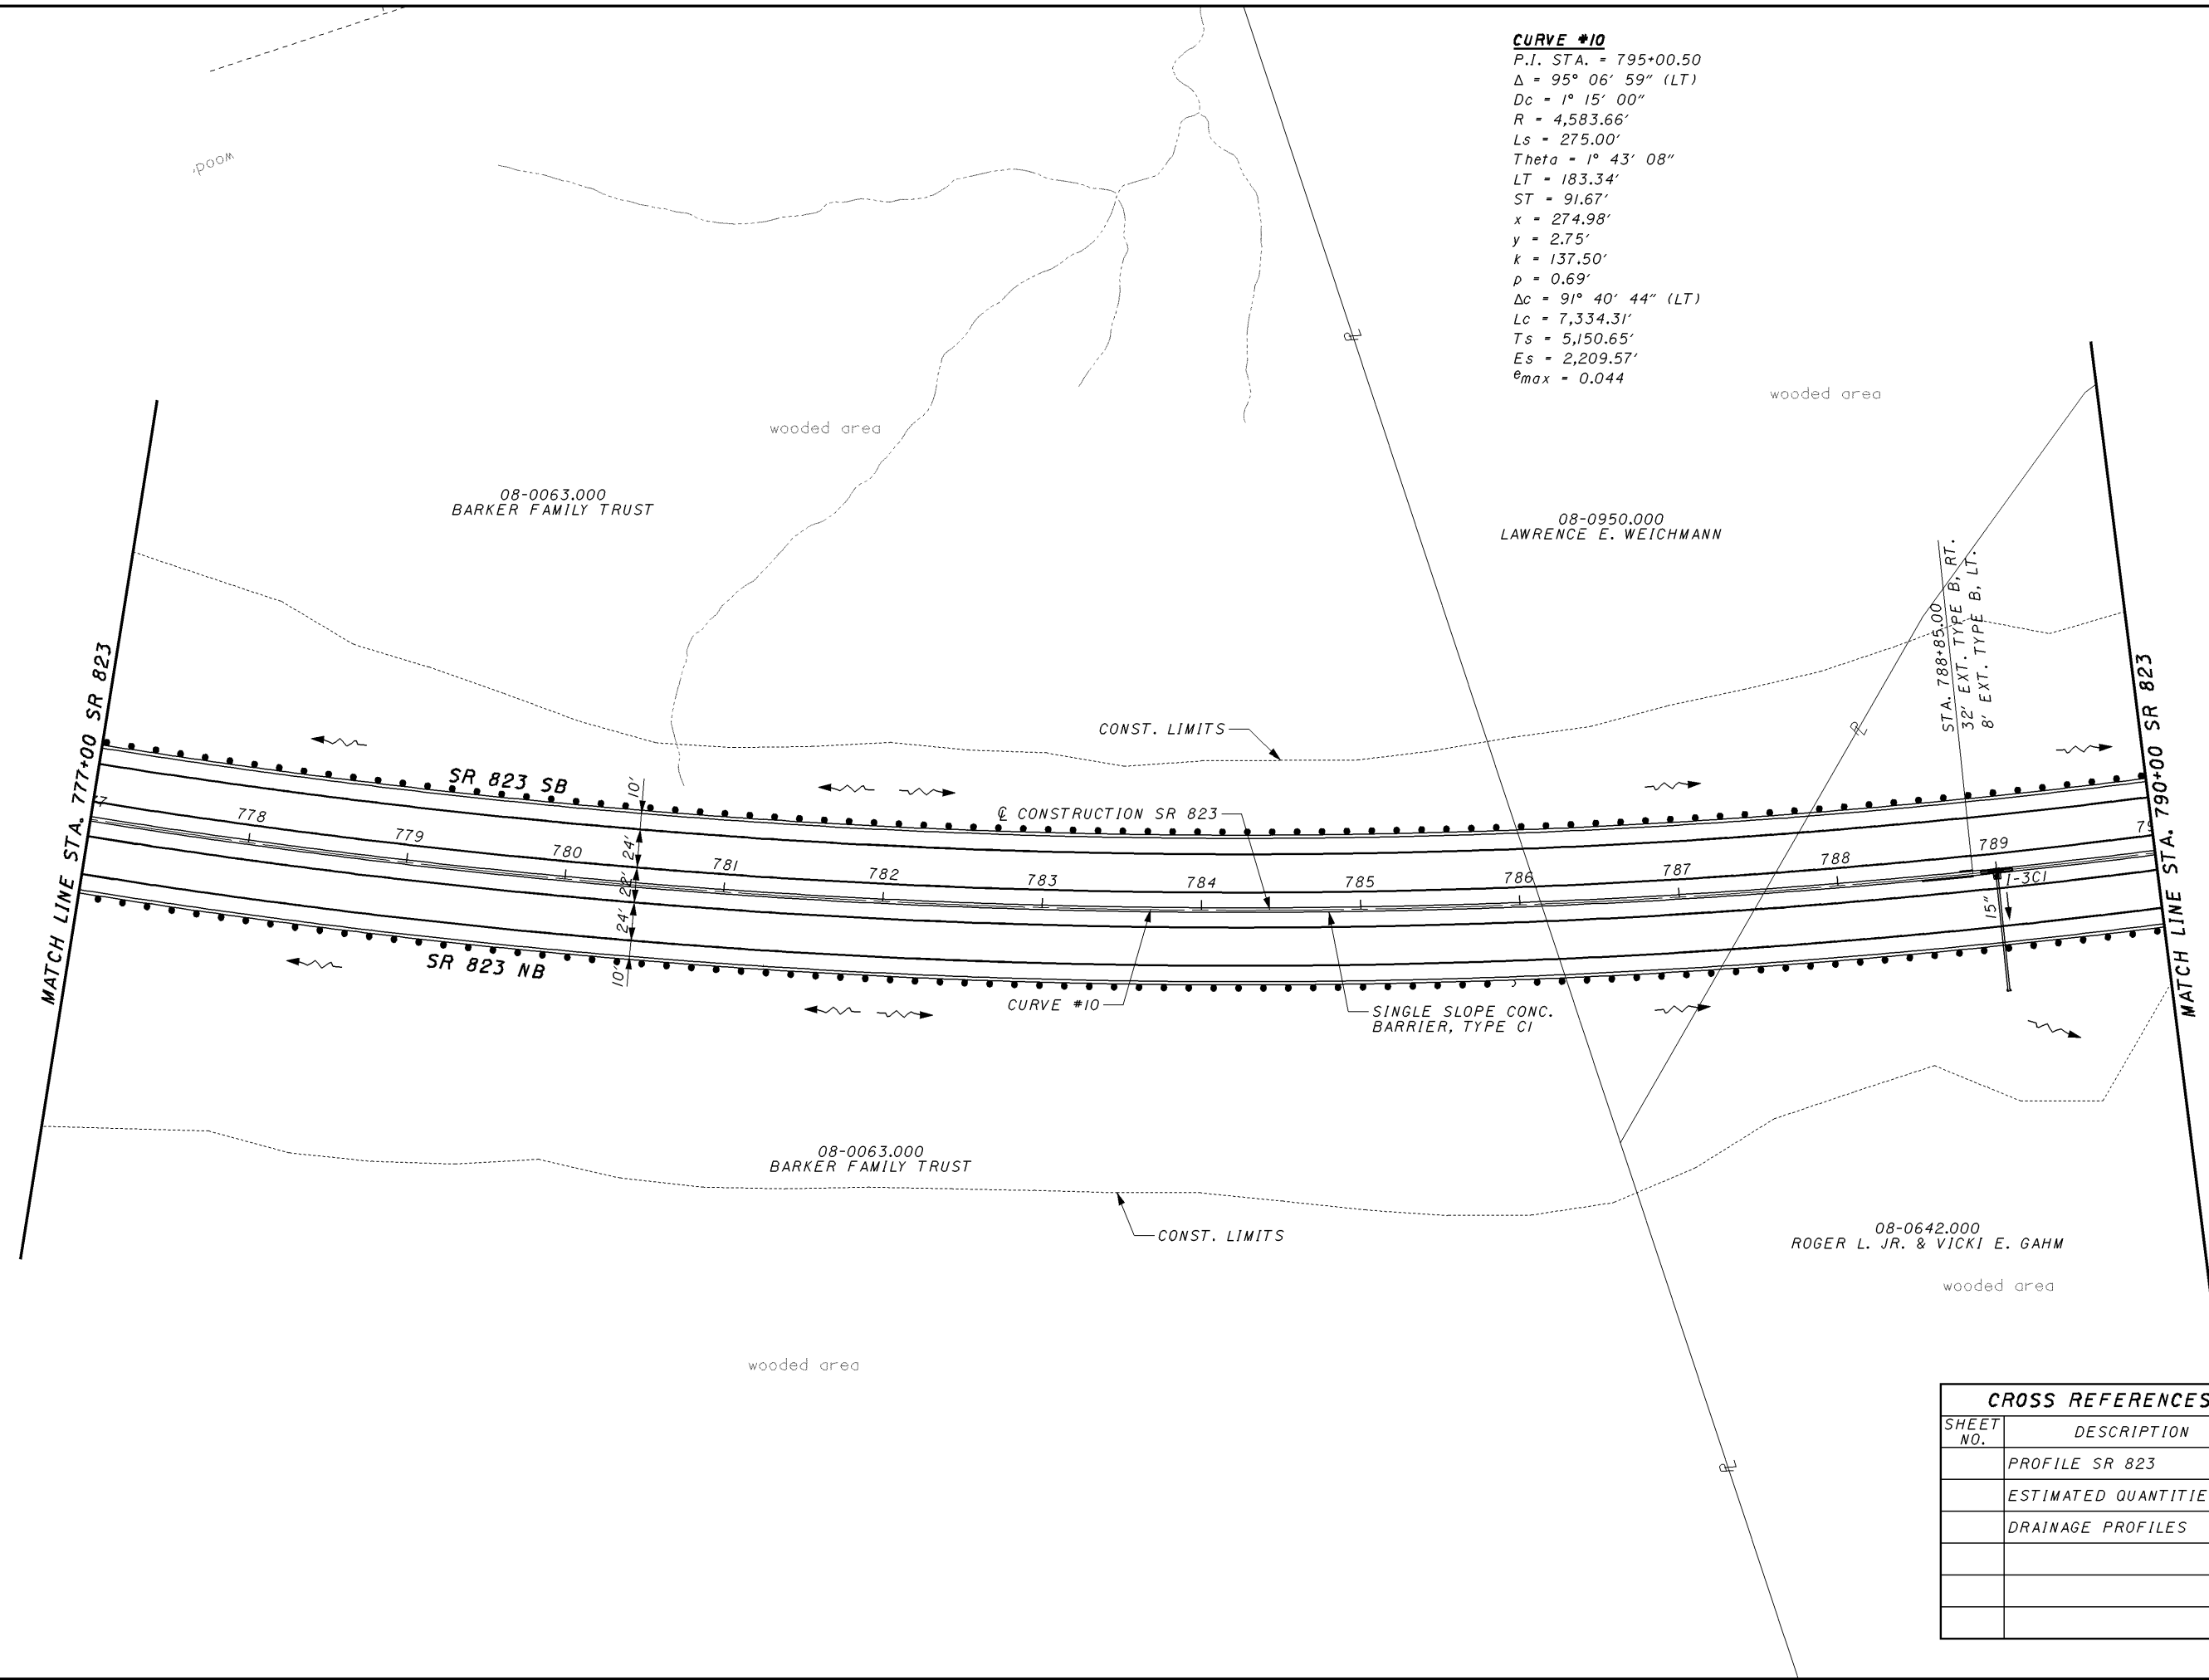 CURVE #10
P.I. STA. = 795+00.50
Δ = 95° 06' 59" (LT)
Dc = 1° 15' 00"
R = 4,583.66'
Ls = 275.00'
Theta = 1° 43' 08"
LT = 183.34'
ST = 91.67'
x = 274.98'
y = 2.75'
k = 137.50'
ρ = 0.69'
Δc = 91° 40' 44" (LT)
Lc = 7,334.31'
Ts = 5,150.65'
Es = 2,209.57'
emax = 0.044
wood
wooded area
wooded area
08-0063.000
BARKER FAMILY TRUST
08-0950.000
LAWRENCE E. WEICHMANN
STA. 788+85.00
32' EXT. TYPE B, RT.
8' EXT. TYPE B, LT.
MATCH LINE STA. 777+00 SR 823
MATCH LINE STA. 790+00 SR 823
CONST. LIMITS
SR 823 SB
℄ CONSTRUCTION SR 823
10'
24'
22'
24'
10'
778
779
780
781
782
783
784
785
786
787
788
789
1-3C1
15"
SR 823 NB
CURVE #10
SINGLE SLOPE CONC.
BARRIER, TYPE C1
℄ 
08-0063.000
BARKER FAMILY TRUST
CONST. LIMITS
08-0642.000
ROGER L. JR. & VICKI E. GAHM
wooded area
wooded area
CROSS REFERENCES
SHEET
NO.
DESCRIPTION
PROFILE SR 823
ESTIMATED QUANTITIE
DRAINAGE PROFILES